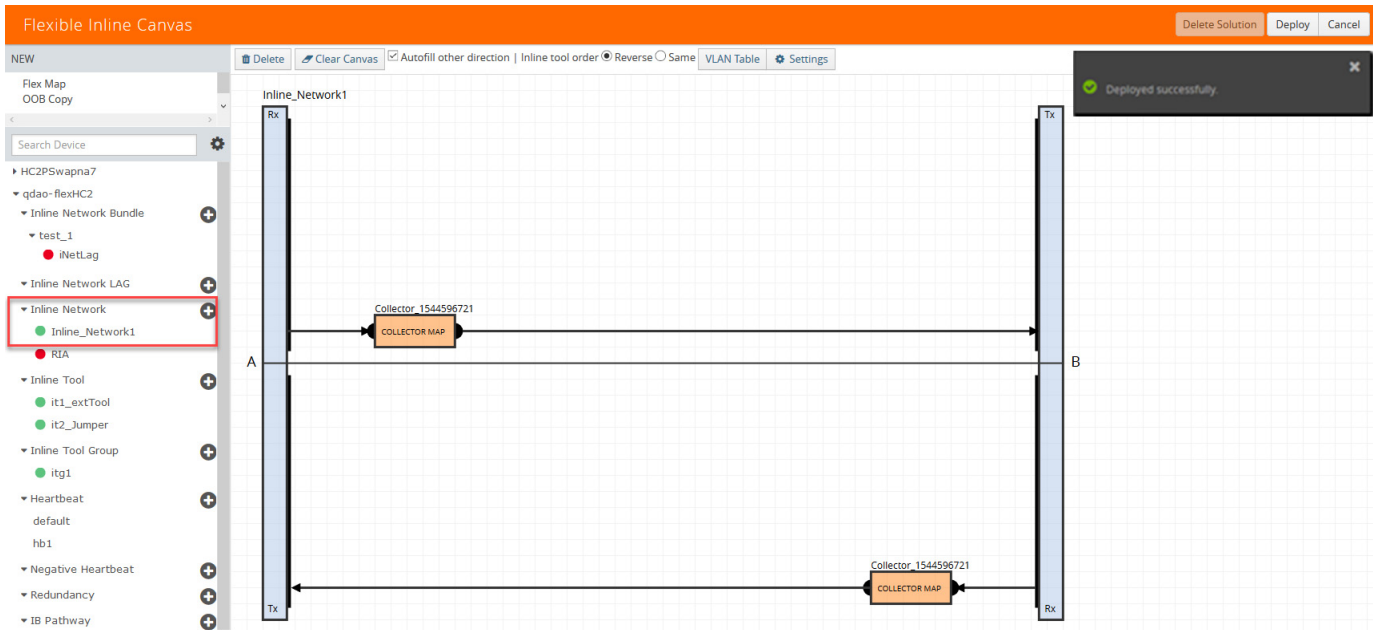 Flexible Inline Canvas
Delete Solution Deploy Cancel
NEW
Delete Clear Canvas Autofill other direction | Inline tool order Reverse Same VLAN Table Settings
Flex Map
OOB Copy
Deployed successfully.
Search Device
HC2PSwapna7
qdao-flexHC2
Inline Network Bundle
test_1
iNetLag
Inline Network LAG
Inline Network
Inline_Network1
RIA
Inline Tool
it1_extTool
it2_Jumper
Inline Tool Group
itg1
Heartbeat
default
hb1
Negative Heartbeat
Redundancy
IB Pathway
Inline_Network1
Rx
Tx
Collector_1544596721
COLLECTOR MAP
A
B
Collector_1544596721
COLLECTOR MAP
Tx
Rx